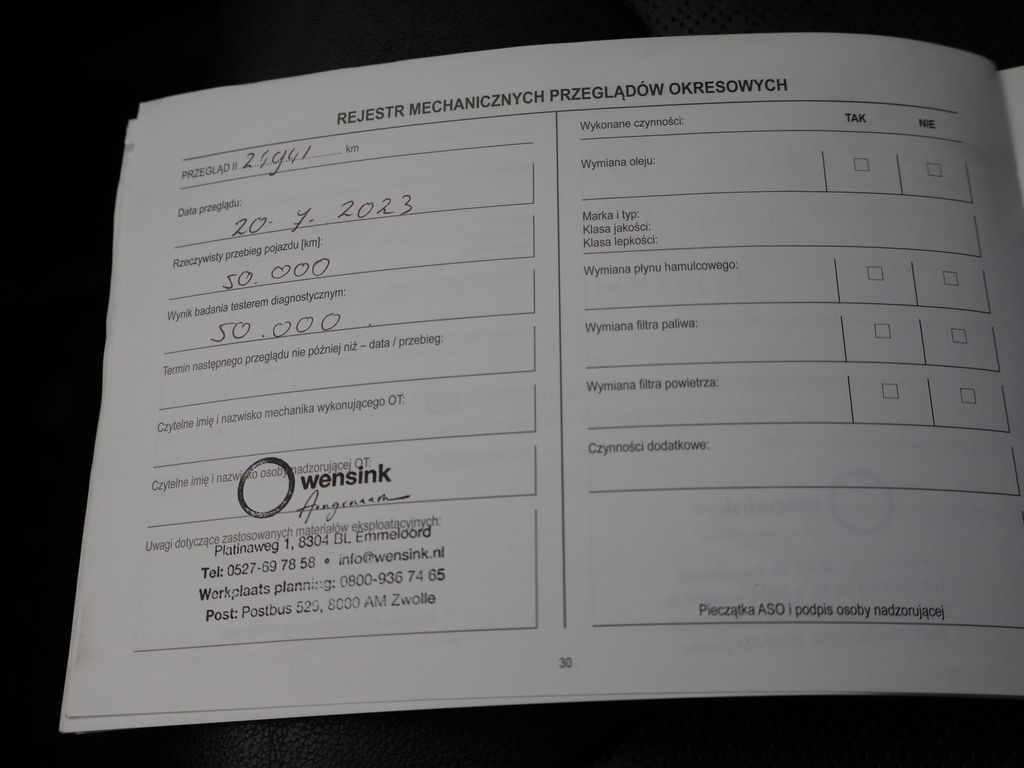 REJESTR MECHANICZNYCH PRZEGLĄDÓW OKRESOWYCH
PRZEGLĄD II 24941 km
Data przeglądu:
20-7-2023
Rzeczywisty przebieg pojazdu [km]:
50.000
Wynik badania testerem diagnostycznym:
50.000.
Termin następnego przeglądu nie później niż – data / przebieg:
Czytelne imię i nazwisko mechanika wykonującego OT:
Czytelne imię i nazwisko osoby nadzorującej OT:
wensink
Uwagi dotyczące zastosowanych materiałów eksploatacyjnych:
Platinaweg 1, 8304 BL Emmeloord
Tel: 0527-69 78 58 • info@wensink.nl
Werkplaats planning: 0800-936 74 65
Post: Postbus 520, 8000 AM Zwolle
Wykonane czynności: TAK NIE
Wymiana oleju:
Marka i typ:
Klasa jakości:
Klasa lepkości:
Wymiana płynu hamulcowego:
Wymiana filtra paliwa:
Wymiana filtra powietrza:
Czynności dodatkowe:
Pieczątka ASO i podpis osoby nadzorującej
30